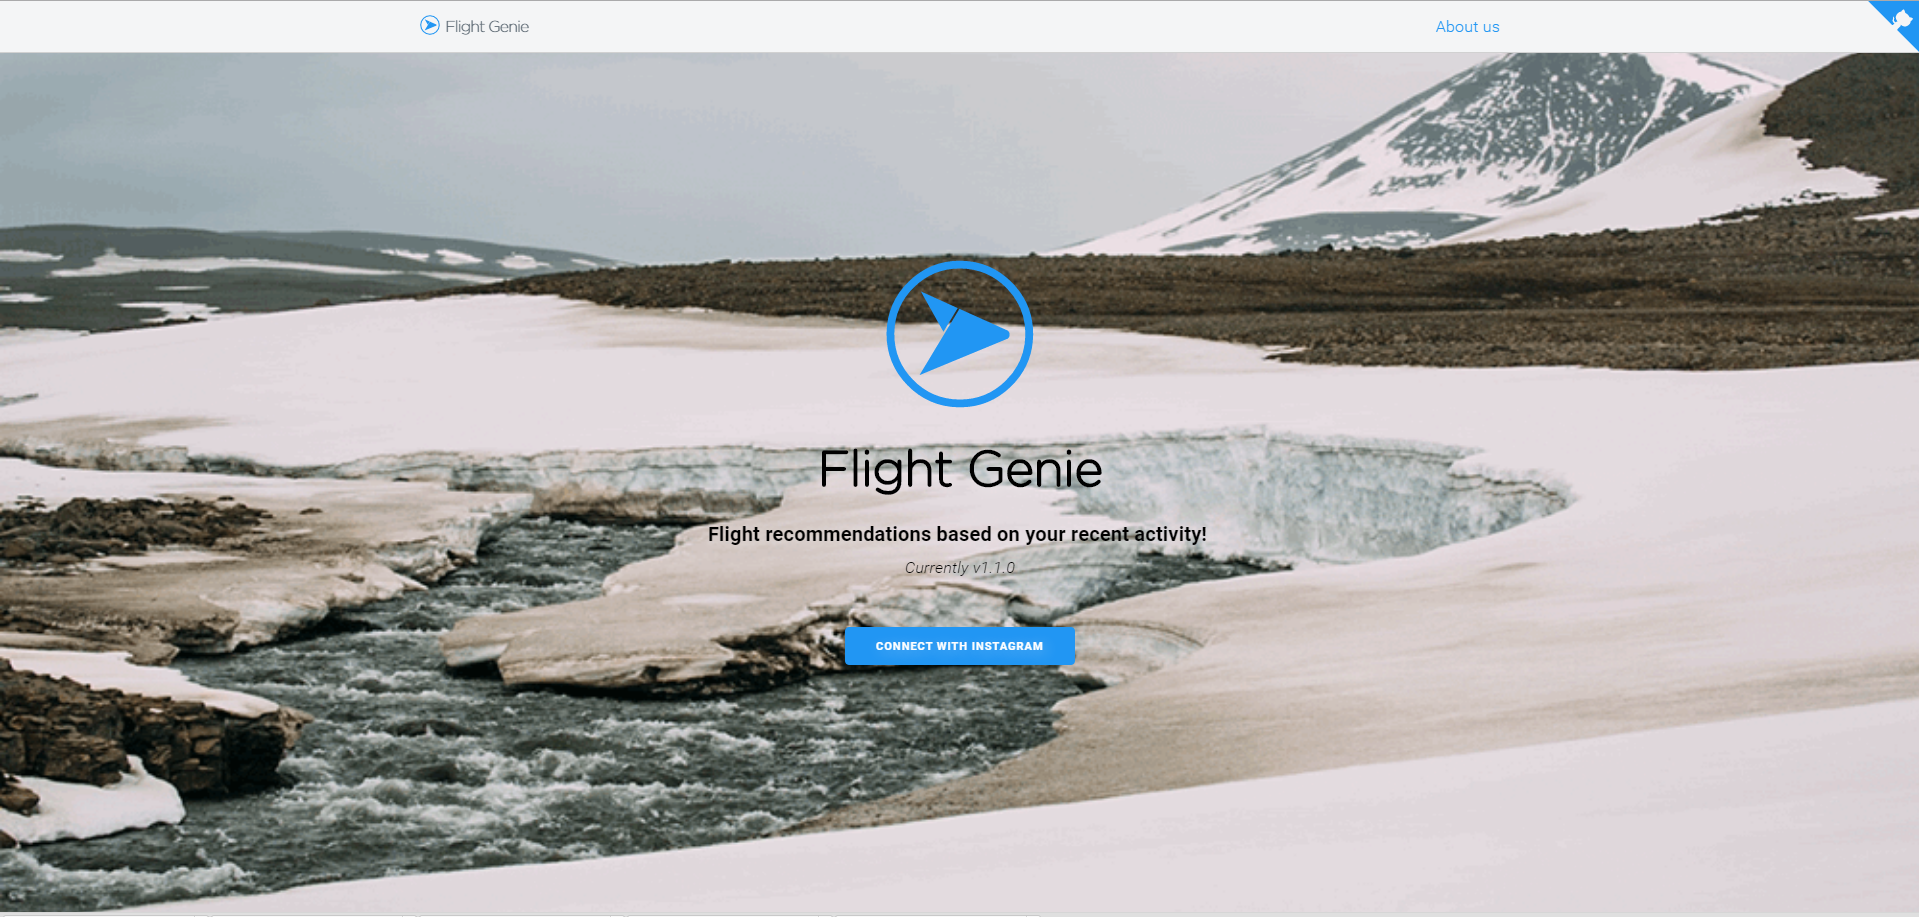 Flight Genie
About us
Flight Genie
Flight recommendations based on your recent activity!
Currently v1.1.0
CONNECT WITH INSTAGRAM